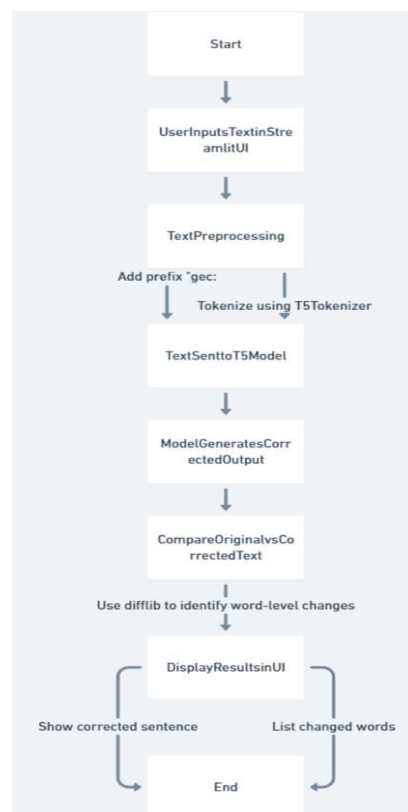 Start
UserInputsTextinStre
amlitUI
TextPreprocessing
Add prefix "gec:
Tokenize using T5Tokenizer
TextSenttoT5Model
ModelGeneratesCorr
ectedOutput
CompareOriginalvsCo
rrectedText
Use difflib to identify word-level changes
DisplayResultsinUI
Show corrected sentence
List changed words
End